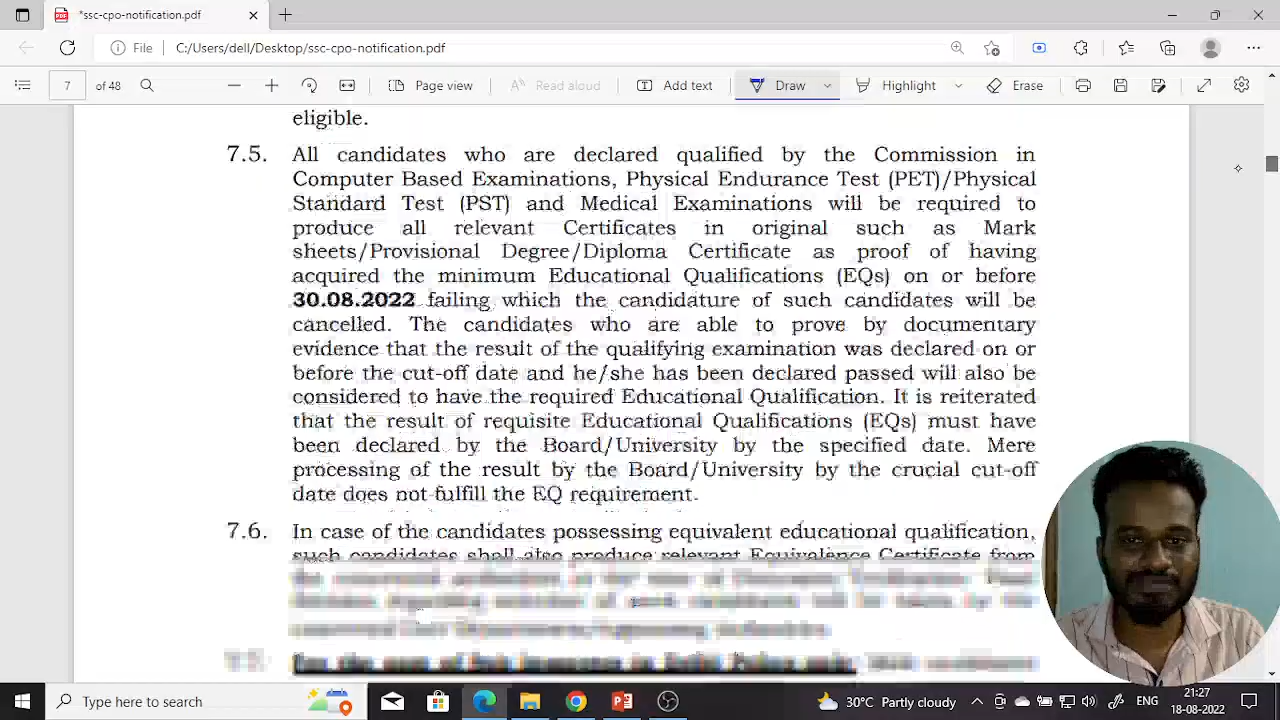 *ssc-cpo-notification.pdf
File C:/Users/dell/Desktop/ssc-cpo-notification.pdf
7 of 48 Page view Read aloud Add text Draw Highlight Erase
eligible.
7.5. All candidates who are declared qualified by the Commission in
Computer Based Examinations, Physical Endurance Test (PET)/Physical
Standard Test (PST) and Medical Examinations will be required to
produce all relevant Certificates in original such as Mark
sheets/Provisional Degree/Diploma Certificate as proof of having
acquired the minimum Educational Qualifications (EQs) on or before
30.08.2022 failing which the candidature of such candidates will be
cancelled. The candidates who are able to prove by documentary
evidence that the result of the qualifying examination was declared on or
before the cut-off date and he/she has been declared passed will also be
considered to have the required Educational Qualification. It is reiterated
that the result of requisite Educational Qualifications (EQs) must have
been declared by the Board/University by the specified date. Mere
processing of the result by the Board/University by the crucial cut-off
date does not fulfill the EQ requirement.
7.6. In case of the candidates possessing equivalent educational qualification,
such candidates shall also produce relevant Equivalence Certificate from
Type here to search
30°C Partly cloudy
ENG
21:27
18-08-2022